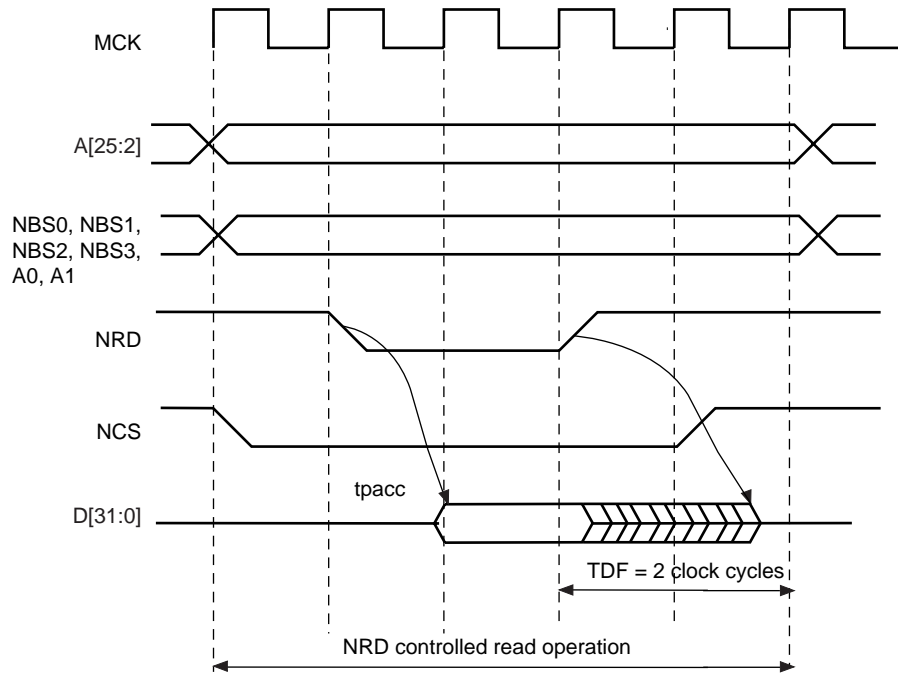 MCK
A[25:2]
NBS0, NBS1,
NBS2, NBS3,
A0, A1
NRD
NCS
tpacc
D[31:0]
TDF = 2 clock cycles
NRD controlled read operation